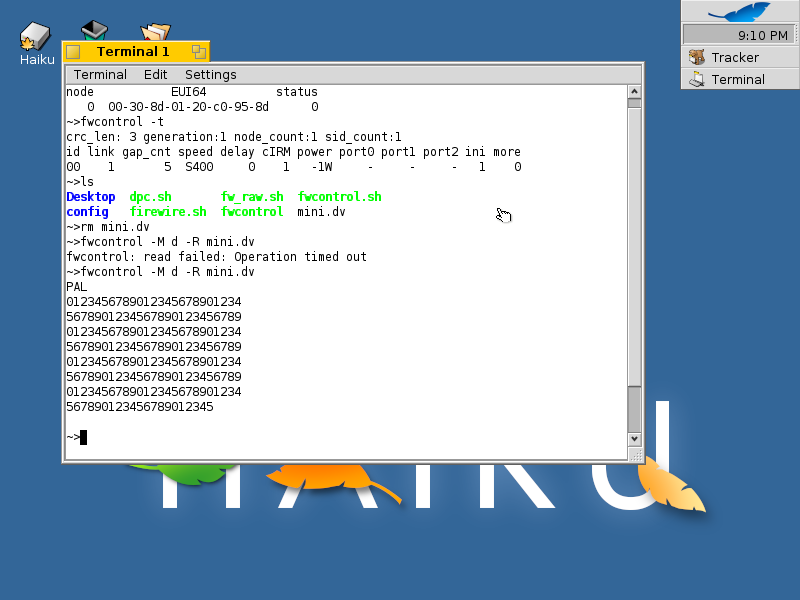 9:10 PM
Tracker
Terminal
Haiku
Terminal 1
Terminal Edit Settings
node EUI64 status
0 00-30-8d-01-20-c0-95-8d 0
~>fwcontrol -t
crc_len: 3 generation:1 node_count:1 sid_count:1
id link gap_cnt speed delay cIRM power port0 port1 port2 ini more
00 1 5 S400 0 1 -1W - - - 1 0
~>ls
Desktop dpc.sh fw_raw.sh fwcontrol.sh
config firewire.sh fwcontrol mini.dv
~>rm mini.dv
~>fwcontrol -M d -R mini.dv
fwcontrol: read failed: Operation timed out
~>fwcontrol -M d -R mini.dv
PAL
0123456789012345678901234
5678901234567890123456789
0123456789012345678901234
5678901234567890123456789
0123456789012345678901234
5678901234567890123456789
0123456789012345678901234
567890123456789012345
~>
HAIKU